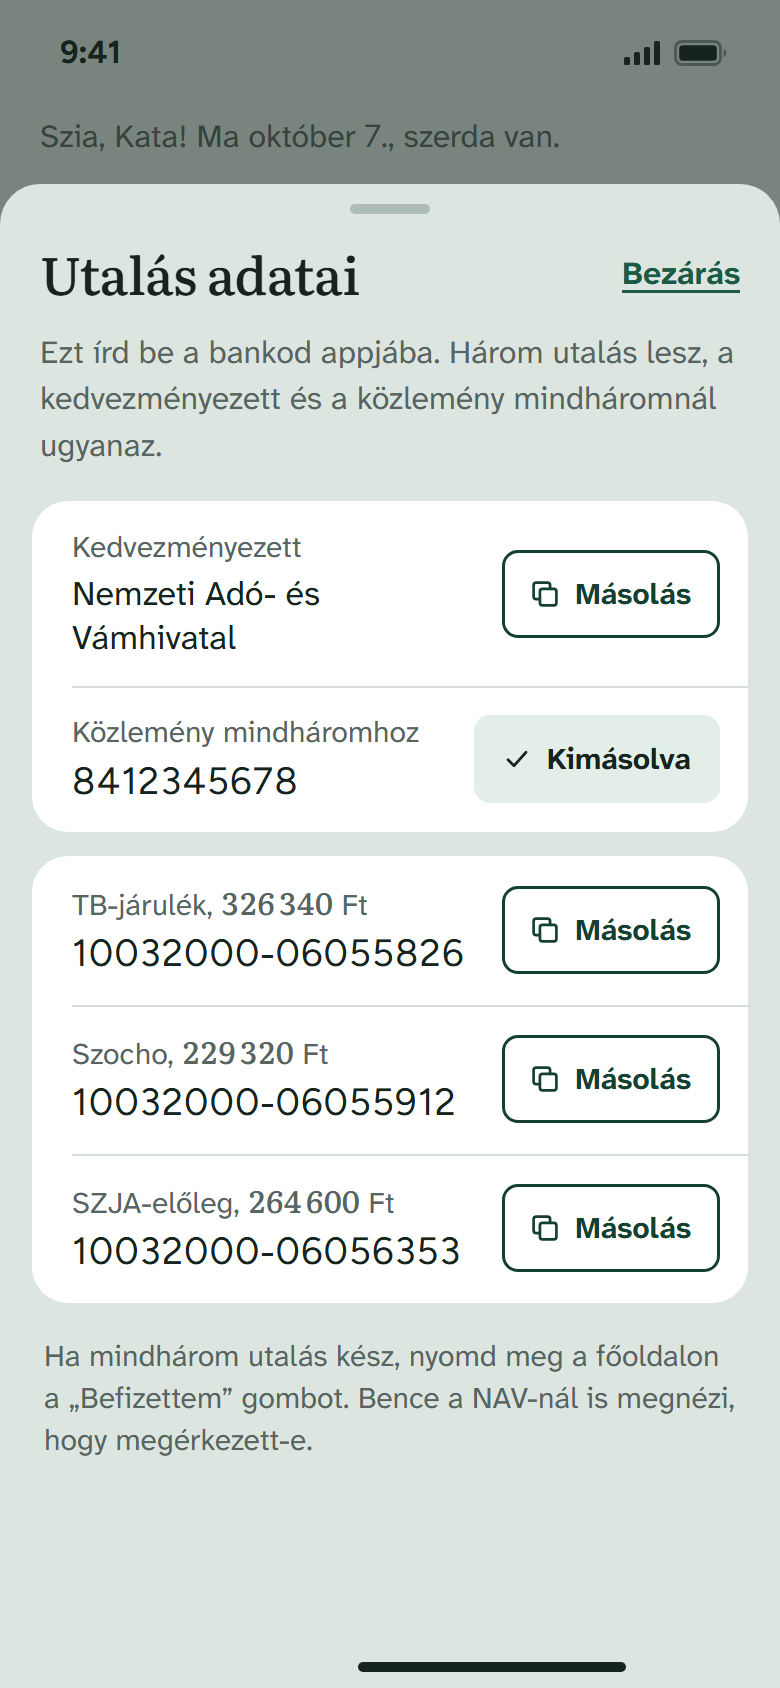 9:41
Szia, Kata! Ma október 7., szerda van.
Utalás adatai
Bezárás
Ezt írd be a bankod appjába. Három utalás lesz, a
kedvezményezett és a közlemény mindháromnál
ugyanaz.
Kedvezményezett
Nemzeti Adó- és
Vámhivatal
Másolás
Közlemény mindháromhoz
8412345678
Kimásolva
TB-járulék, 326 340 Ft
10032000-06055826
Másolás
Szocho, 229 320 Ft
10032000-06055912
Másolás
SZJA-előleg, 264 600 Ft
10032000-06056353
Másolás
Ha mindhárom utalás kész, nyomd meg a főoldalon
a „Befizettem” gombot. Bence a NAV-nál is megnézi,
hogy megérkezett-e.